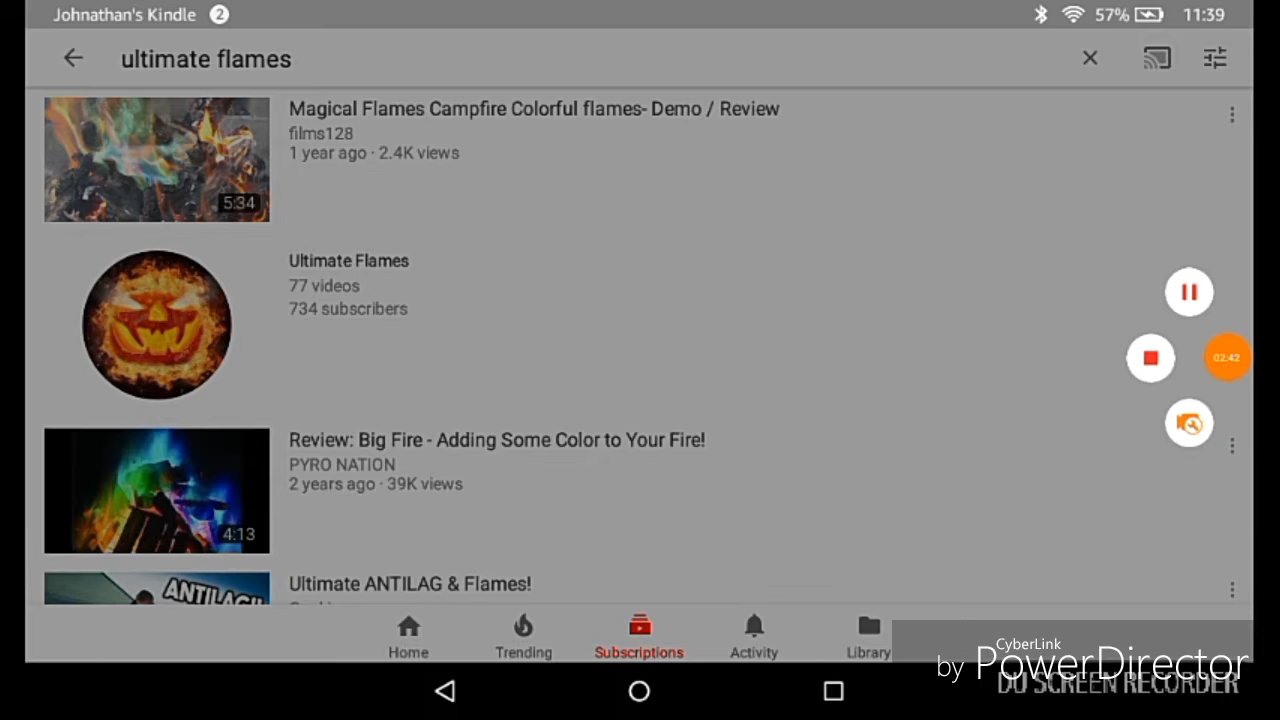 Johnathan's Kindle 2 57% 11:39
ultimate flames
Magical Flames Campfire Colorful flames- Demo / Review
films128
1 year ago · 2.4K views
5:34
Ultimate Flames
77 videos
734 subscribers
02:42
Review: Big Fire - Adding Some Color to Your Fire!
PYRO NATION
2 years ago · 39K views
4:13
Ultimate ANTILAG & Flames!
ANTILAG!!
Home Trending Subscriptions Activity Library
CyberLink
by PowerDirector
DU SCREEN RECORDER